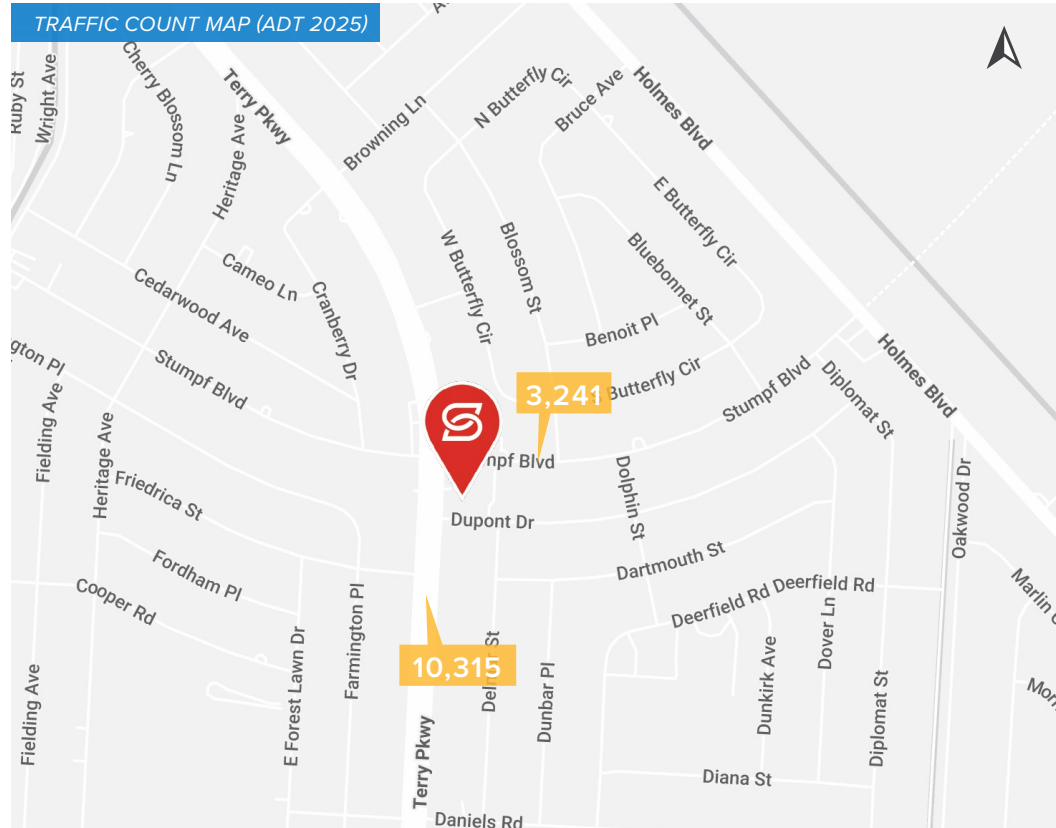 TRAFFIC COUNT MAP (ADT 2025)
Ruby St
Wright Ave
Cherry Blossom Ln
Terry Pkwy
Heritage Ave
Browning Ln
N Butterfly Cir
Bruce Ave
Holmes Blvd
E Butterfly Cir
Blossom St
W Butterfly Cir
Bluebonnet St
Cameo Ln
Cedarwood Ave
Cranberry Dr
Benoit Pl
Stumpf Blvd
gton Pl
3,241
Butterfly Cir
Stumpf Blvd
Diplomat St
Holmes Blvd
Fielding Ave
Heritage Ave
npf Blvd
Dolphin St
Oakwood Dr
Friedrica St
Dupont Dr
Dartmouth St
Fordham Pl
Cooper Rd
Deerfield Rd
Deerfield Rd
Marlin
Farmington Pl
10,315
St
Dover Ln
E Forest Lawn Dr
Dunbar Pl
Dunkirk Ave
Diplomat St
Fielding Ave
Terry Pkwy
Diana St
Daniels Rd